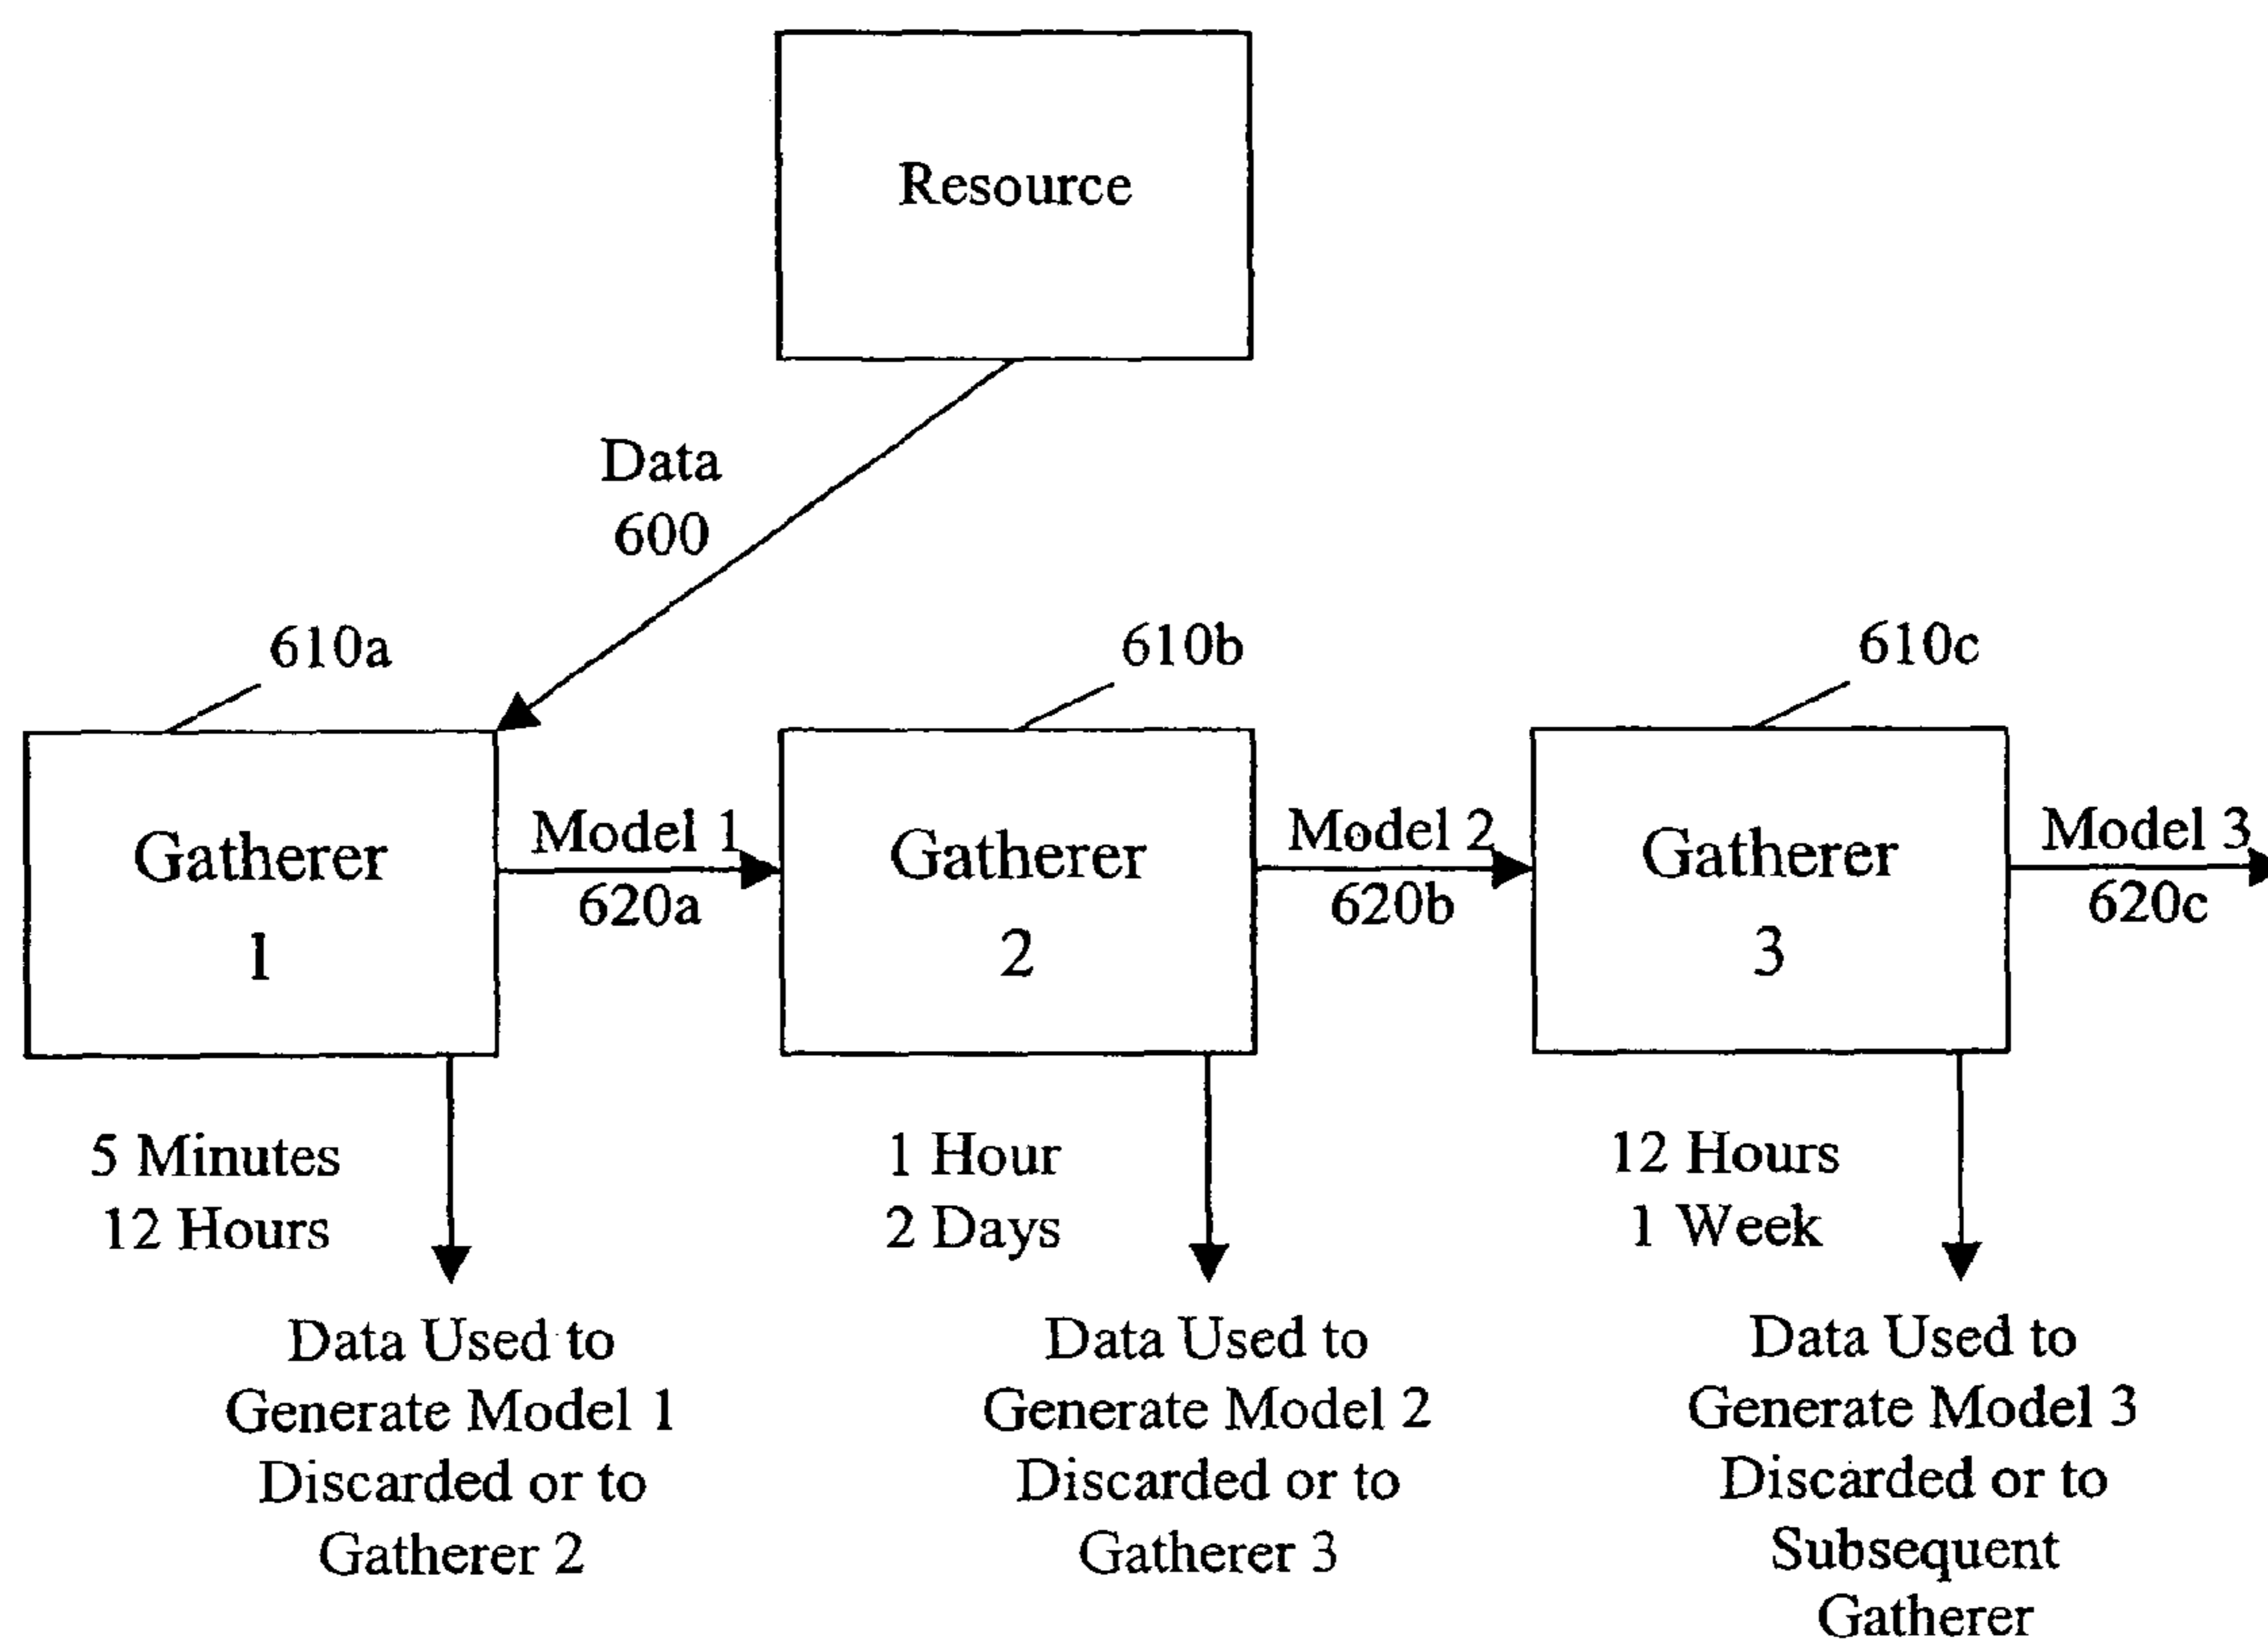 Resource
Data
600
610a
610b
610c
Gatherer
1
Model 1
620a
Gatherer
2
Model 2
620b
Gatherer
3
Model 3
620c
5 Minutes
12 Hours
1 Hour
2 Days
12 Hours
1 Week
Data Used to
Generate Model 1
Discarded or to
Gatherer 2
Data Used to
Generate Model 2
Discarded or to
Gatherer 3
Data Used to
Generate Model 3
Discarded or to
Subsequent
Gatherer